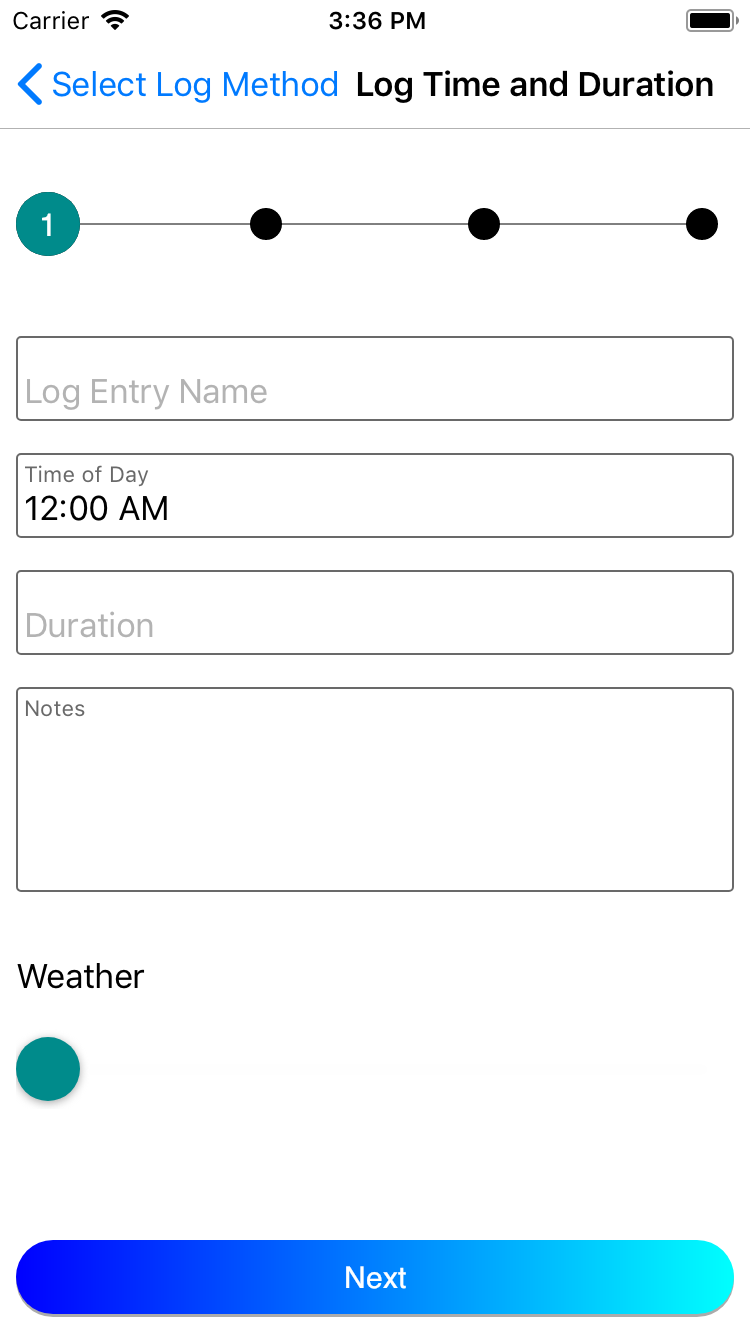 Carrier 3:36 PM
Select Log Method Log Time and Duration
1
Log Entry Name
Time of Day
12:00 AM
Duration
Notes
Weather
Next